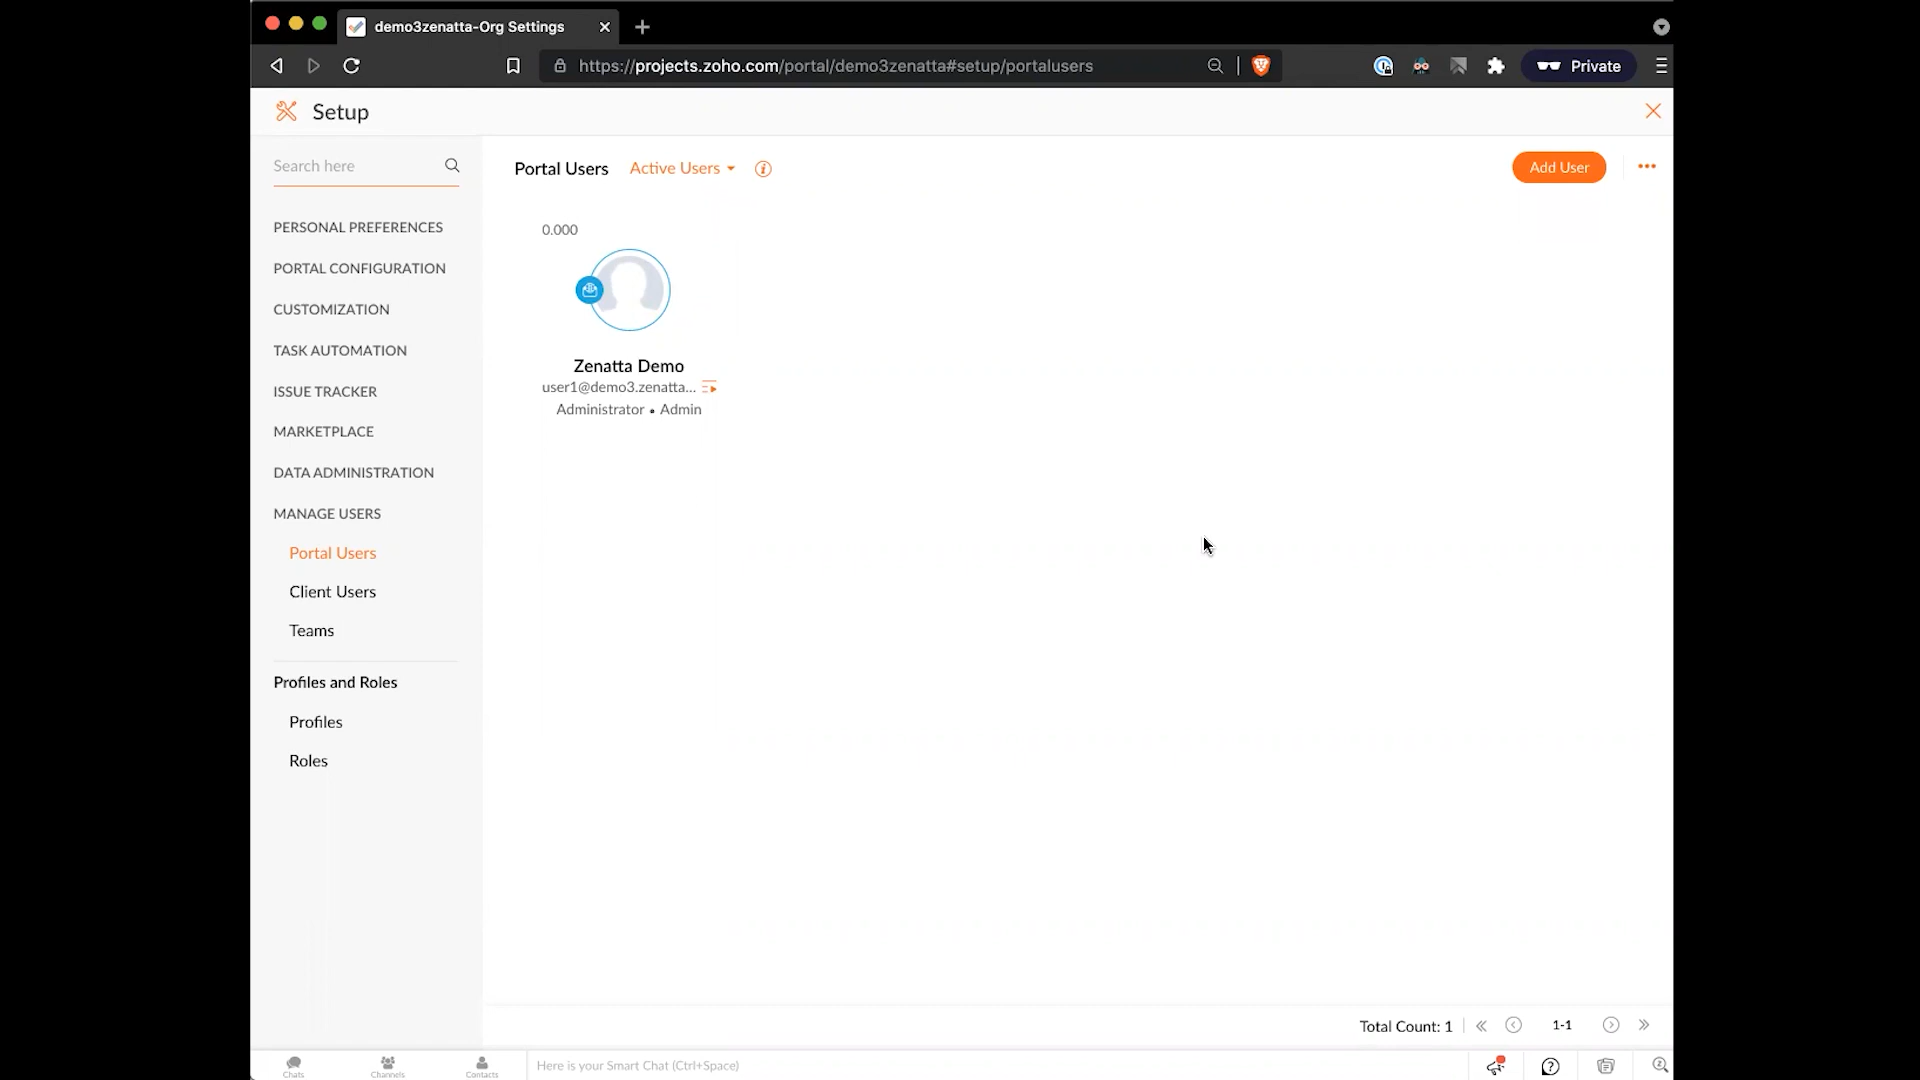 demo3zenatta-Org Settings
https://projects.zoho.com/portal/demo3zenatta#setup/portalusers
Private
Setup
Search here
PERSONAL PREFERENCES
PORTAL CONFIGURATION
CUSTOMIZATION
TASK AUTOMATION
ISSUE TRACKER
MARKETPLACE
DATA ADMINISTRATION
MANAGE USERS
Portal Users
Client Users
Teams
Profiles and Roles
Profiles
Roles
Portal Users Active Users
Add User
0.000
Zenatta Demo
user1@demo3.zenatta...
Administrator • Admin
Total Count: 1
1-1
Chats
Channels
Contacts
Here is your Smart Chat (Ctrl+Space)